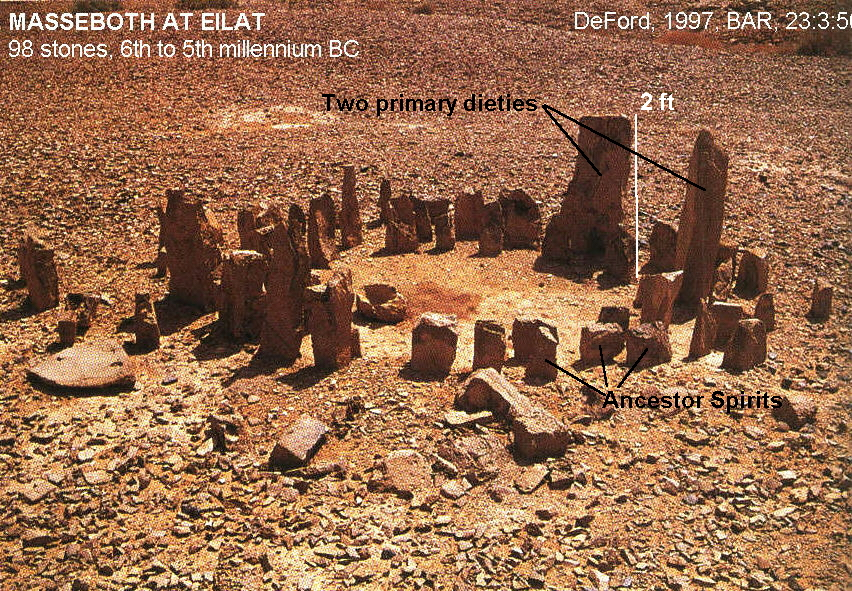 MASSEBOTH AT EILAT
98 stones, 6th to 5th millennium BC
DeFord, 1997, BAR, 23:3:56
Two primary dieties
2 ft
Ancestor Spirits